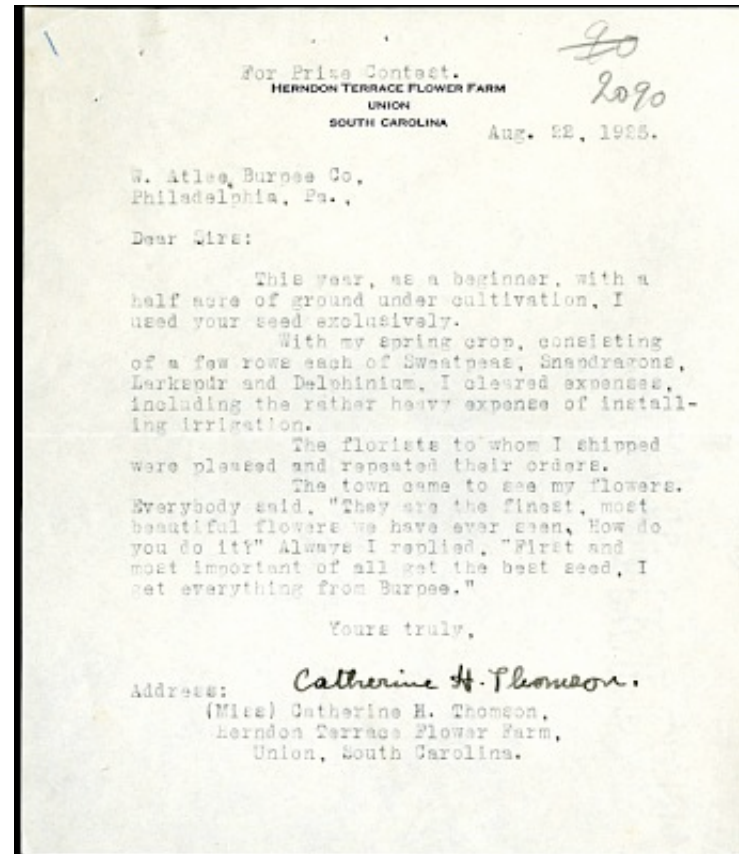 90
2090
For Prize Contest.
HERNDON TERRACE FLOWER FARM
UNION
SOUTH CAROLINA
Aug. 22, 1925.
W. Atlee Burpee Co,
Philadelphia, Pa.,
Dear Sirs:
This year, as a beginner, with a
half acre of ground under cultivation, I
used your seed exclusively.
With my spring crop, consisting
of a few rows each of Sweatpeas, Snapdragons,
Larkspur and Delphinium, I cleared expenses,
including the rather heavy expense of install-
ing irrigation.
The florists to whom I shipped
were pleased and repeated their orders.
The town came to see my flowers.
Everybody said, "They are the finest, most
beautiful flowers we have ever seen, How do
you do it?" Always I replied, "First and
most important of all get the best seed, I
get everything from Burpee."
Yours truly,
Catherine H. Thomson.
Address:
(Miss) Catherine H. Thomson,
Herndon Terrace Flower Farm,
Union, South Carolina.